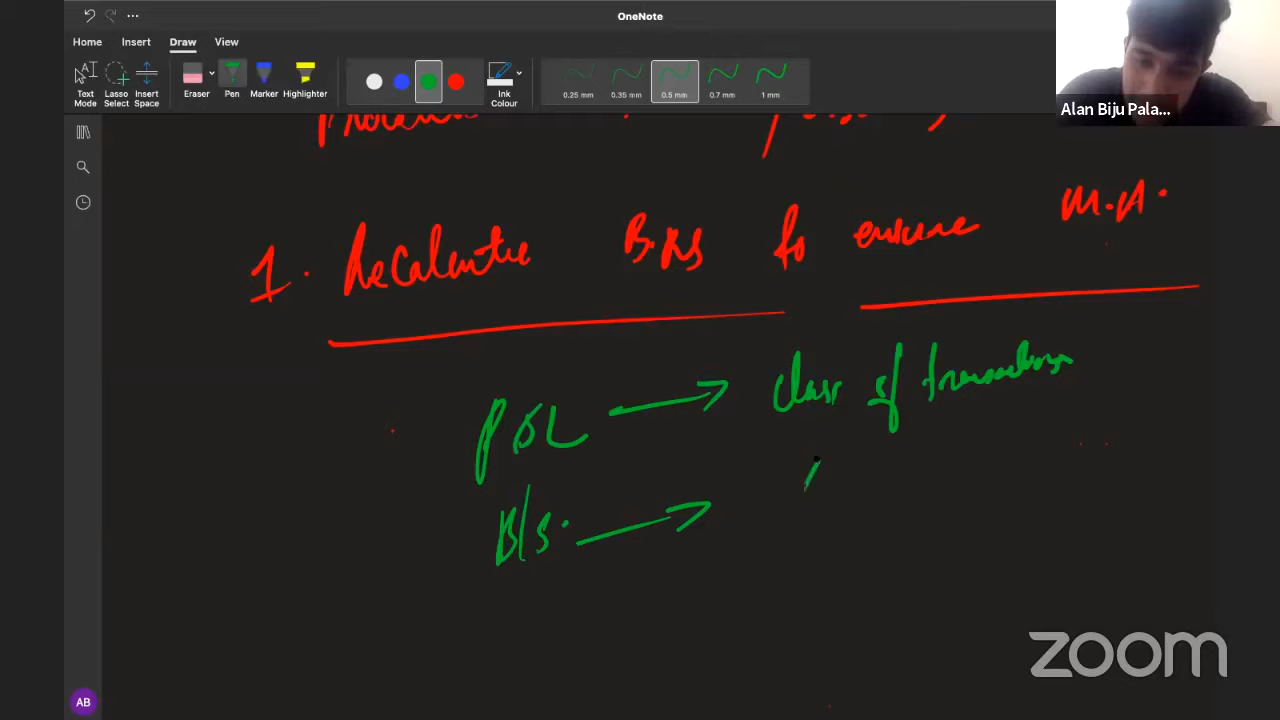 OneNote
Home Insert Draw View
Text Mode Lasso Select Insert Space Eraser Pen Marker Highlighter Ink Colour 0.25 mm 0.35 mm 0.5 mm 0.7 mm 1 mm
Alan Biju Pala...
1. Recalculate B.RS to ensure M.A.
P&L → class of transactions
B/S. →
zoom
AB